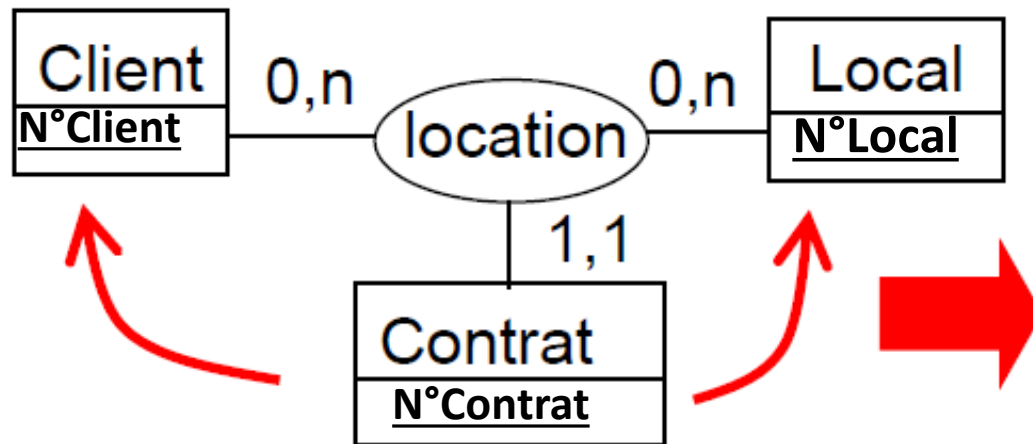 Client
N°Client
0,n
location
0,n
Local
N°Local
1,1
Contrat
N°Contrat